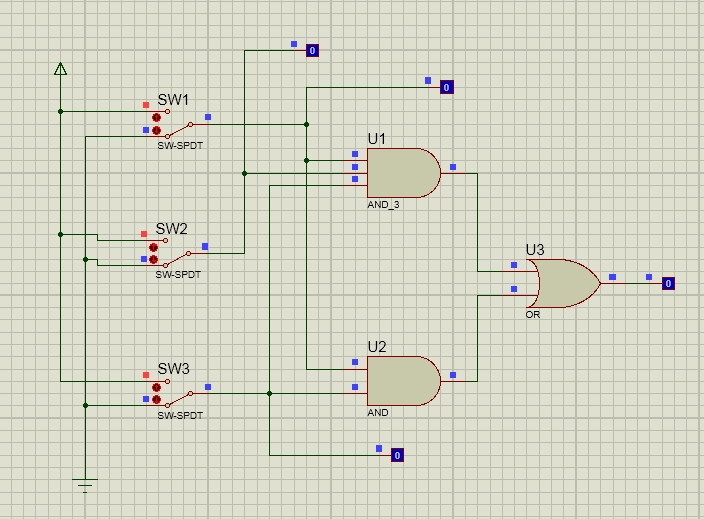 0
0
SW1
SW-SPDT
U1
AND_3
SW2
SW-SPDT
U3
OR
0
U2
AND
SW3
SW-SPDT
0